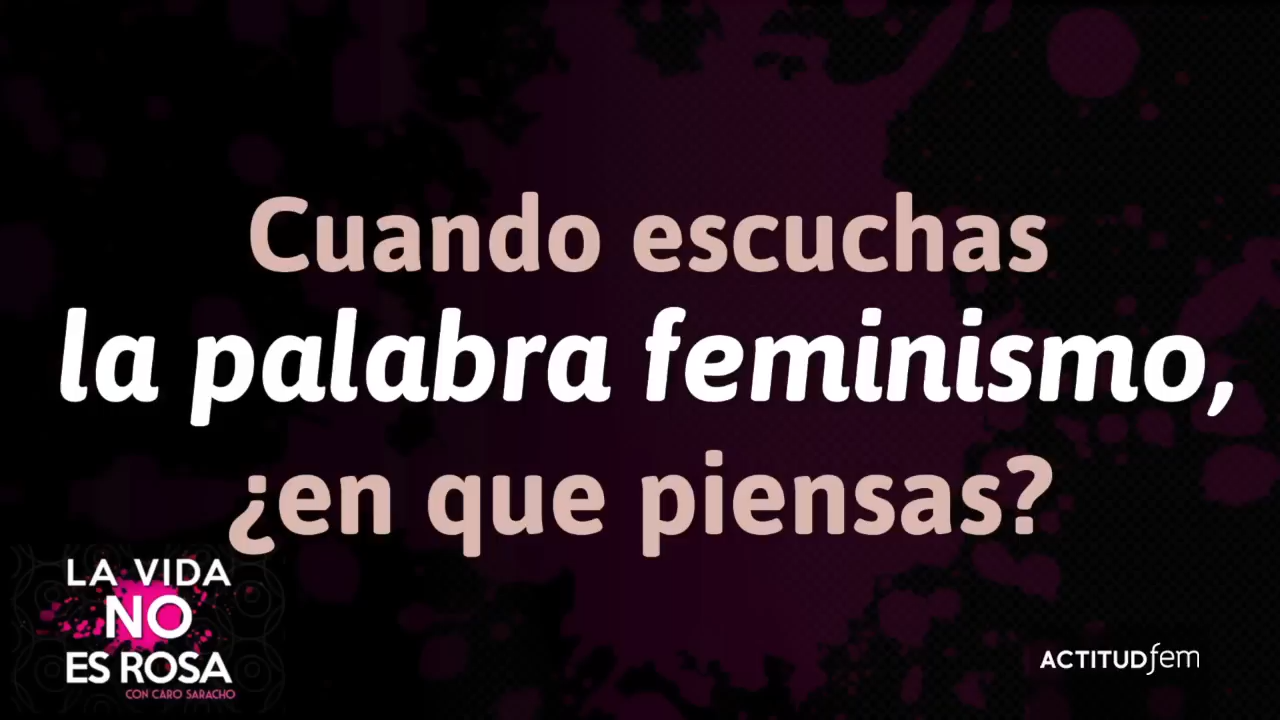 Cuando escuchas
la palabra feminismo,
¿en que piensas?
LA VIDA
NO
ES ROSA
CON CARO SARACHO
ACTITUDfem